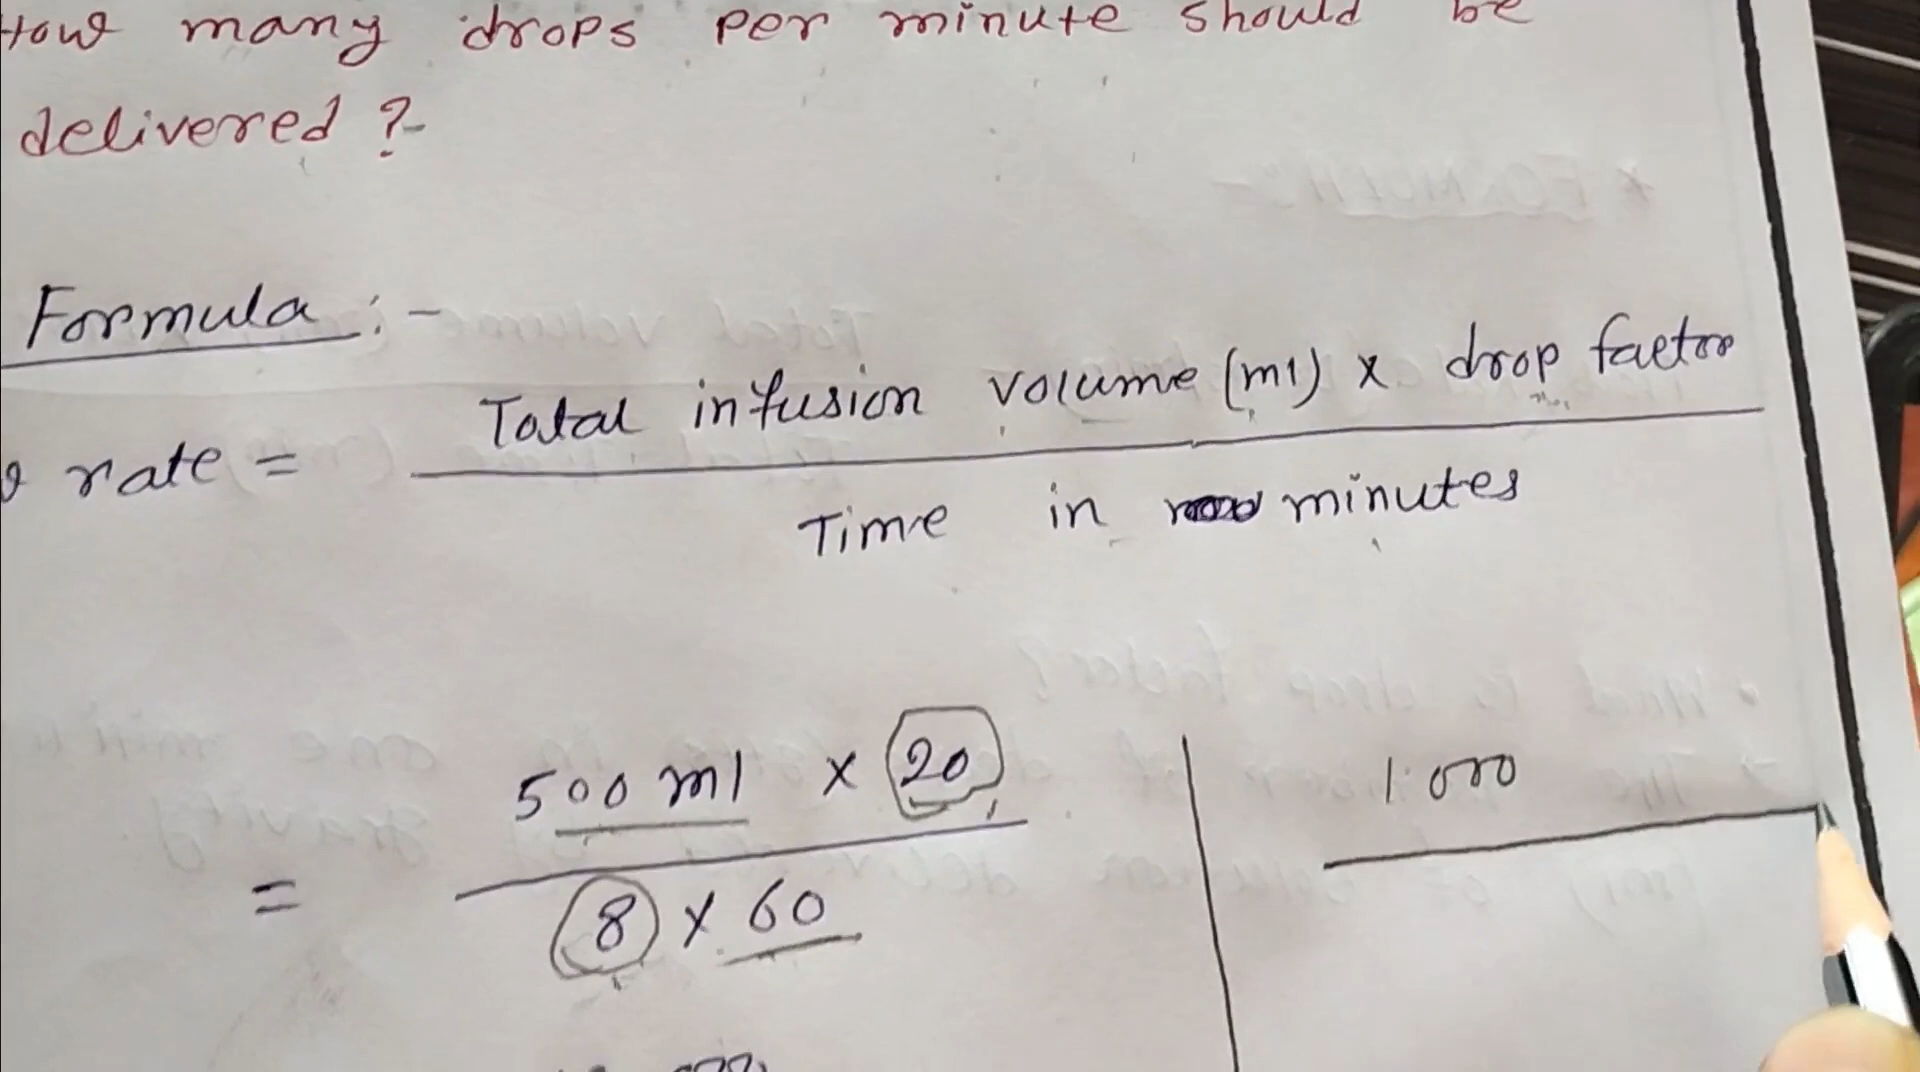 How many drops per minute should be
delivered ?
Formula :-
rate = Total infusion volume (ml) x drop factor
Time in minutes
= 500 ml x 20
8 x 60
1000